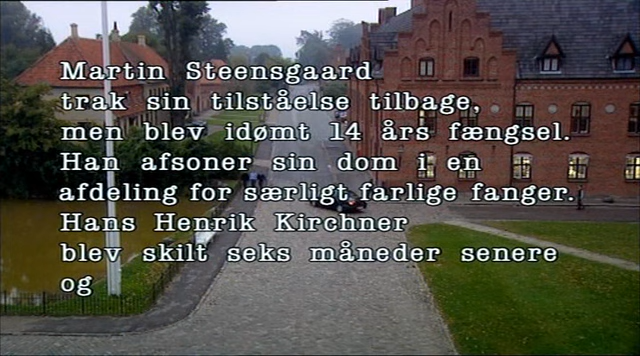 Martin Steensgaard
trak sin tilståelse tilbage,
men blev idømt 14 års fængsel.
Han afsoner sin dom i en
afdeling for særligt farlige fanger.
Hans Henrik Kirchner
blev skilt seks måneder senere
og